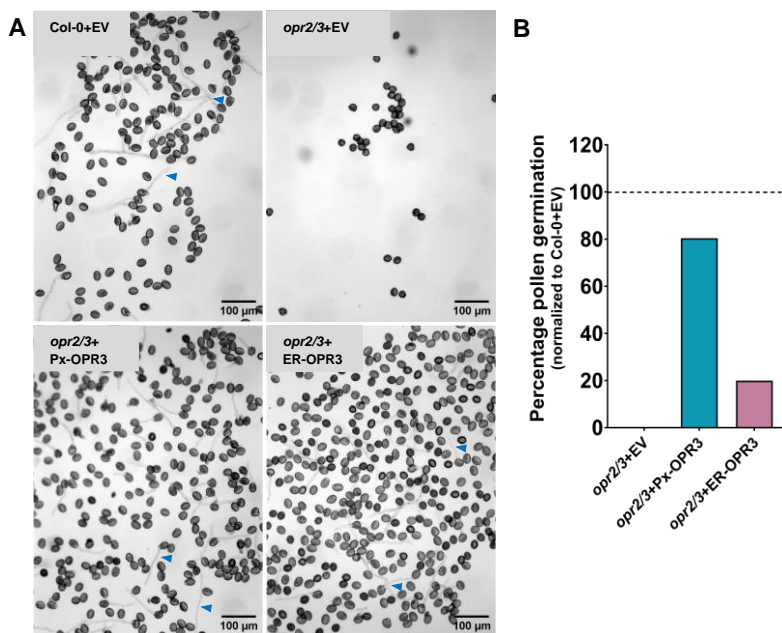 A
Col-0+EV
opr2/3+EV
100 µm
100 µm
opr2/3+
Px-OPR3
opr2/3+
ER-OPR3
100 µm
100 µm
B
Percentage pollen germination
(normalized to Col-0+EV)
120
100
80
60
40
20
0
opr2/3+EV
opr2/3+Px-OPR3
opr2/3+ER-OPR3